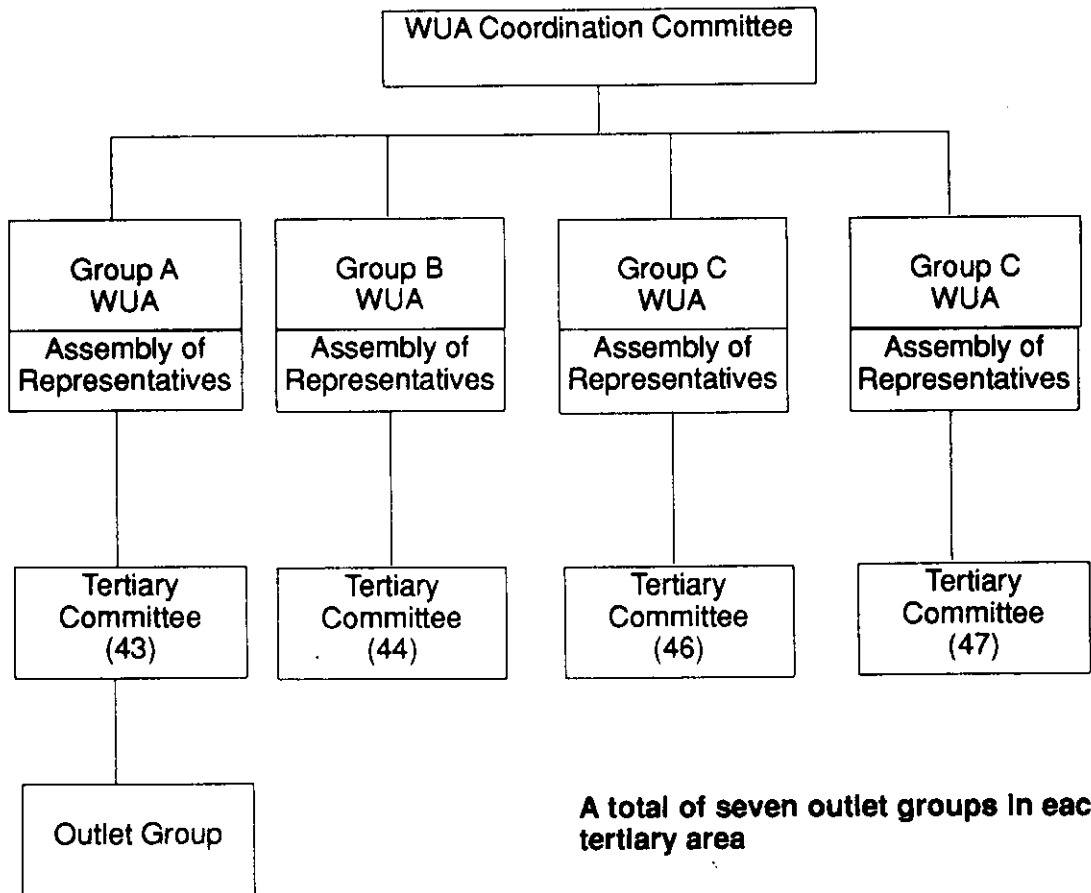 WUA Coordination Committee
Group A
WUA
Assembly of
Representatives
Group B
WUA
Assembly of
Representatives
Group C
WUA
Assembly of
Representatives
Group C
WUA
Assembly of
Representatives
Tertiary
Committee
(43)
Tertiary
Committee
(44)
Tertiary
Committee
(46)
Tertiary
Committee
(47)
Outlet Group
A total of seven outlet groups in eac
tertiary area